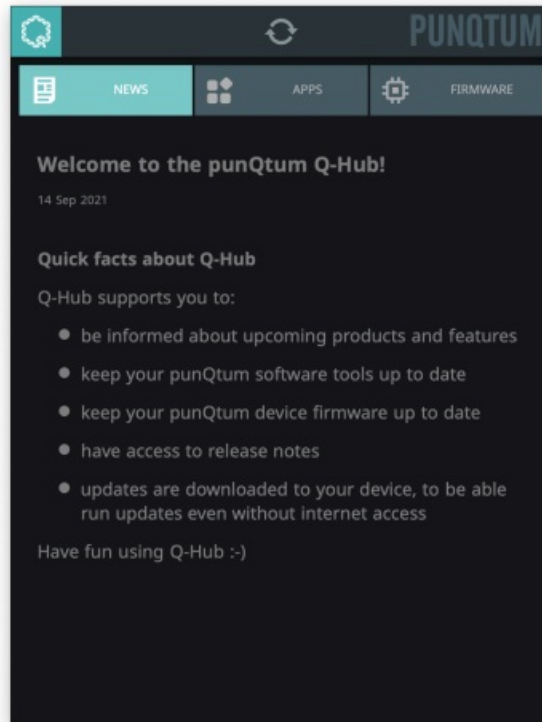 PUNQTUM
NEWS
APPS
FIRMWARE
Welcome to the punQtum Q-Hub!
14 Sep 2021
Quick facts about Q-Hub
Q-Hub supports you to:
● be informed about upcoming products and features
● keep your punQtum software tools up to date
● keep your punQtum device firmware up to date
● have access to release notes
● updates are downloaded to your device, to be able
run updates even without internet access
Have fun using Q-Hub :-)